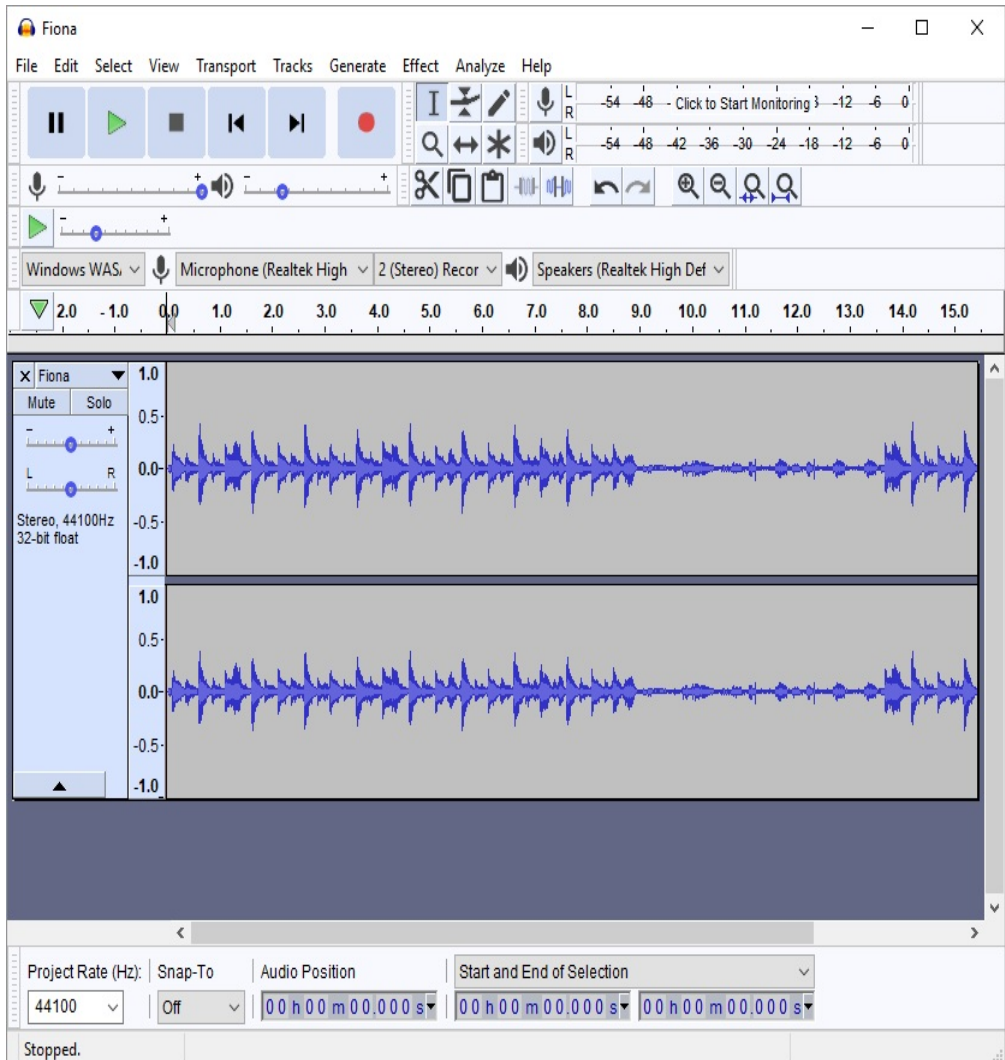 Fiona
File Edit Select View Transport Tracks Generate Effect Analyze Help
L -54 -48 - Click to Start Monitoring 3 -12 -6 0
R
L -54 -48 -42 -36 -30 -24 -18 -12 -6 0
R
- + - +
- +
Windows WAS Microphone (Realtek High 2 (Stereo) Recor Speakers (Realtek High Def
2.0 - 1.0 0.0 1.0 2.0 3.0 4.0 5.0 6.0 7.0 8.0 9.0 10.0 11.0 12.0 13.0 14.0 15.0
X Fiona
Mute Solo
- +
L R
Stereo, 44100Hz
32-bit float
1.0
0.5
0.0
-0.5
-1.0
1.0
0.5
0.0
-0.5
-1.0
Project Rate (Hz): Snap-To Audio Position Start and End of Selection
44100 Off 00 h 00 m 00.000 s 00 h 00 m 00.000 s 00 h 00 m 00.000 s
Stopped.